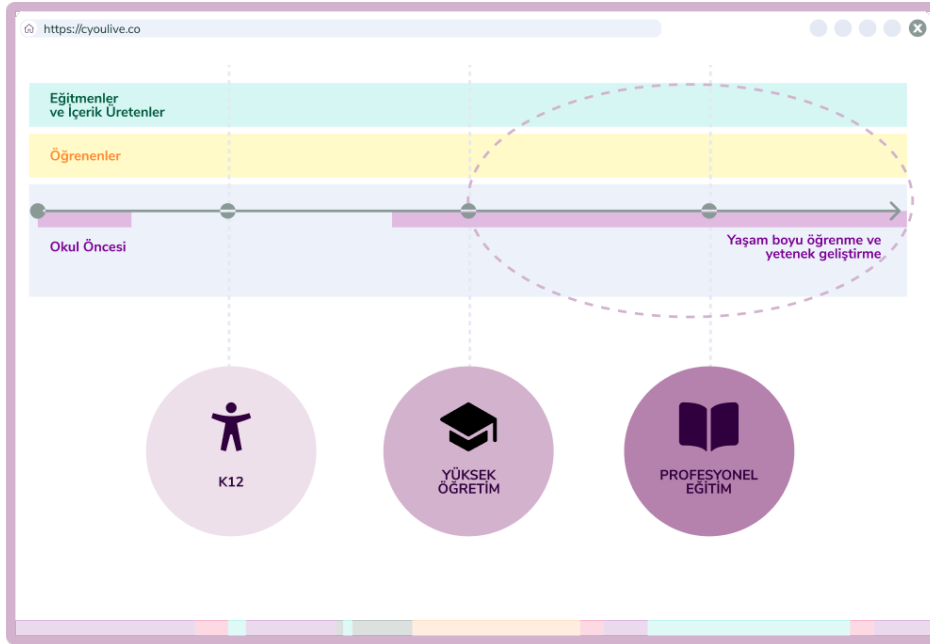 https://cyoulive.co
Eğitmenler
ve İçerik Üretenler
Öğrenenler
Okul Öncesi
Yaşam boyu öğrenme ve
yetenek geliştirme
K12
YÜKSEK
ÖĞRETİM
PROFESYONEL
EĞİTİM